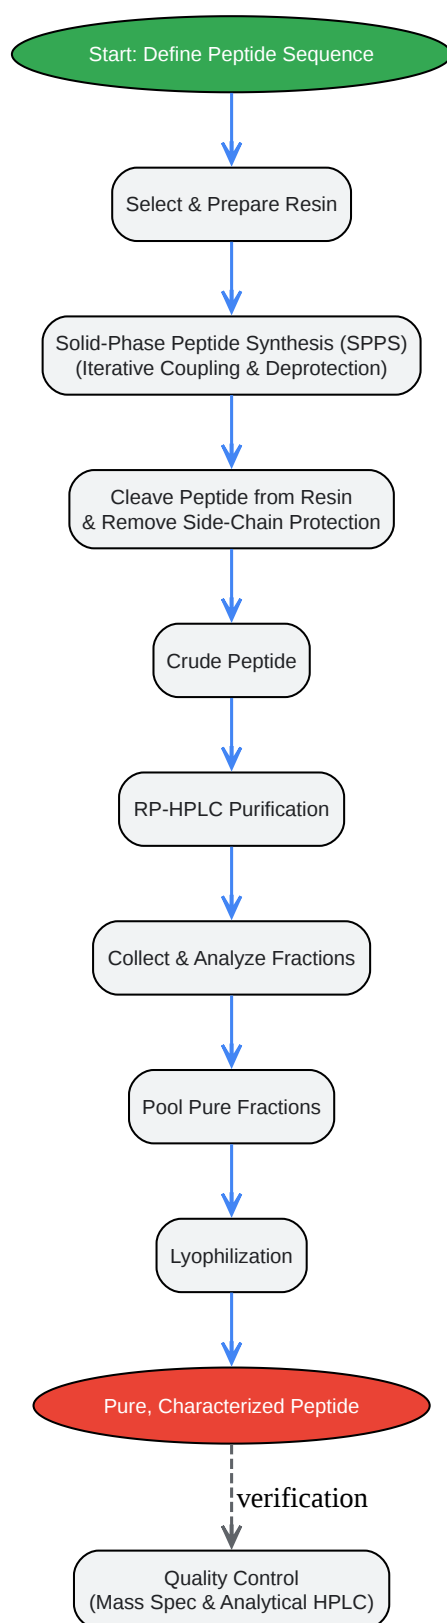 Start: Define Peptide Sequence
Select & Prepare Resin
Solid-Phase Peptide Synthesis (SPPS)
(Iterative Coupling & Deprotection)
Cleave Peptide from Resin
& Remove Side-Chain Protection
Crude Peptide
RP-HPLC Purification
Collect & Analyze Fractions
Pool Pure Fractions
Lyophilization
Pure, Characterized Peptide
verification
Quality Control
(Mass Spec & Analytical HPLC)